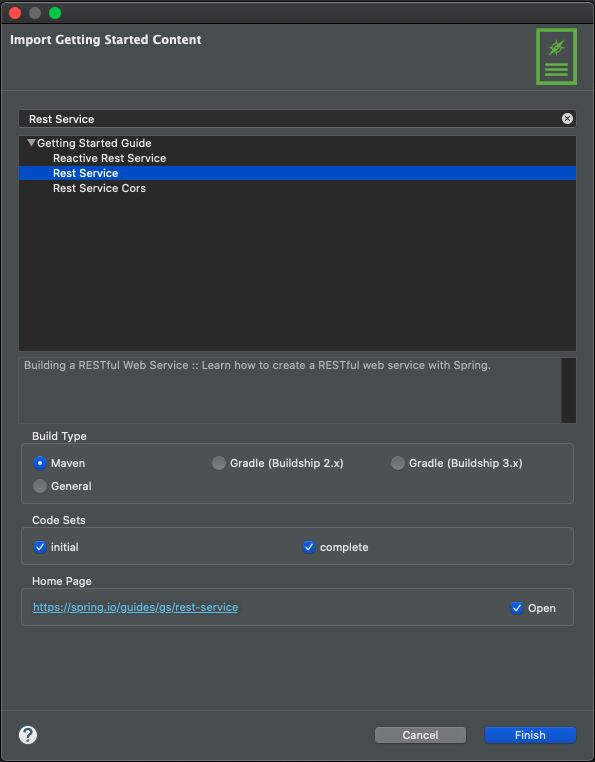 Import Getting Started Content
Rest Service
Getting Started Guide
Reactive Rest Service
Rest Service
Rest Service Cors
Building a RESTful Web Service :: Learn how to create a RESTful web service with Spring.
Build Type
Maven
Gradle (Buildship 2.x)
Gradle (Buildship 3.x)
General
Code Sets
initial
complete
Home Page
https://spring.io/guides/gs/rest-service
Open
?
Cancel
Finish